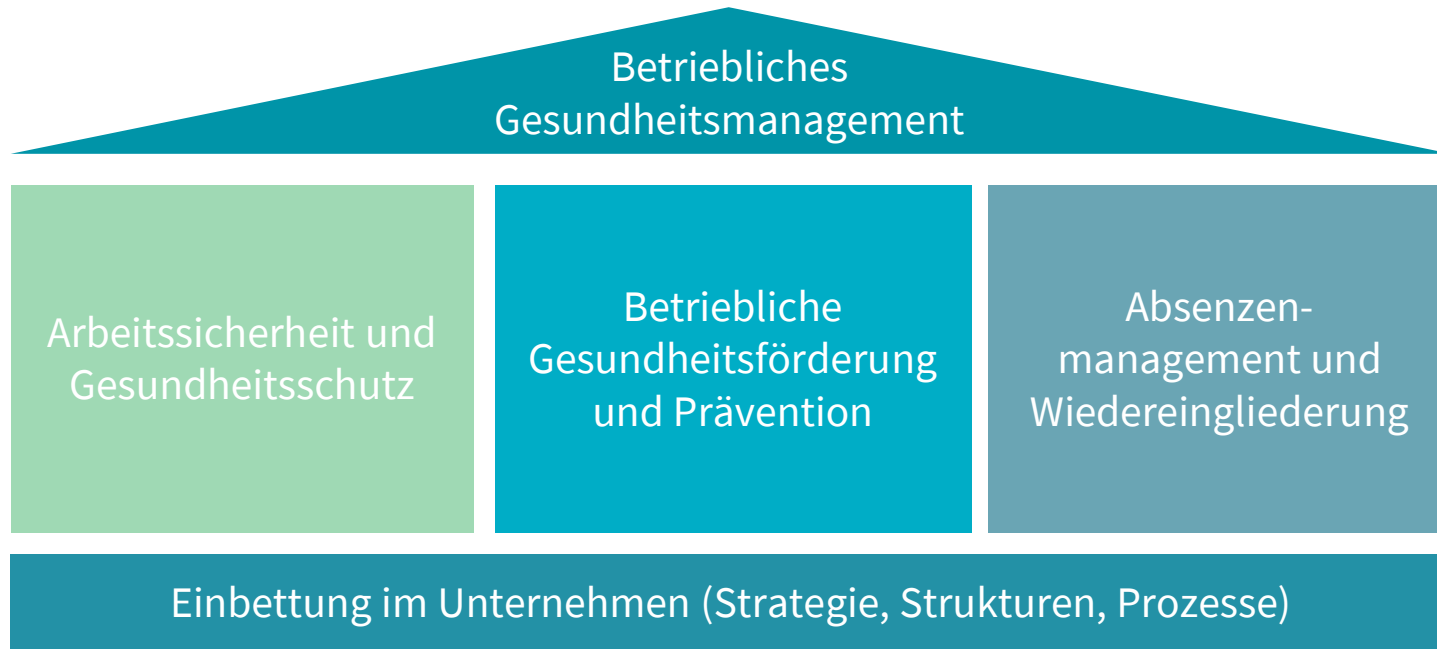 Betriebliches
Gesundheitsmanagement
Arbeitssicherheit und
Gesundheitsschutz
Betriebliche
Gesundheitsförderung
und Prävention
Absenzen-
management und
Wiedereingliederung
Einbettung im Unternehmen (Strategie, Strukturen, Prozesse)